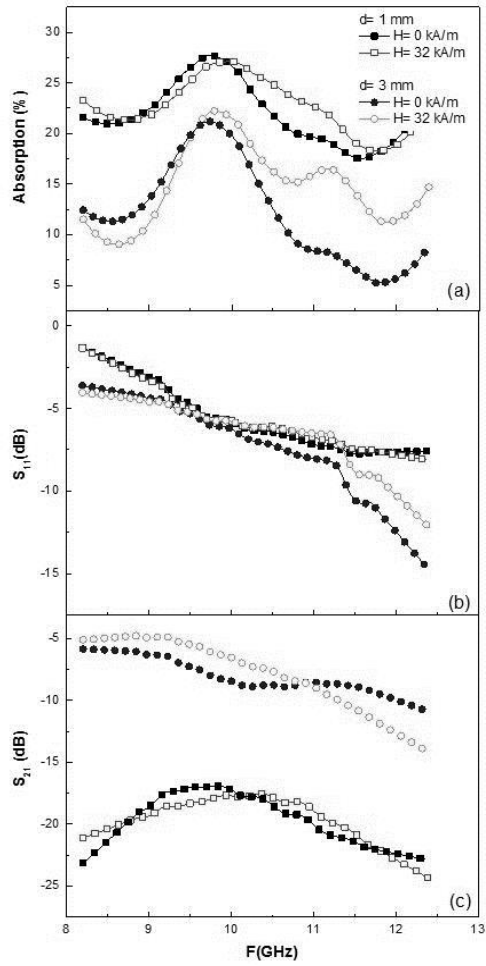 d= 1 mm
H= 0 kA/m
H= 32 kA/m
d= 3 mm
H= 0 kA/m
H= 32 kA/m
Absorption (%)
30
25
20
15
10
5
(a)
S11(dB)
0
-5
-10
-15
(b)
S21 (dB)
-5
-10
-15
-20
-25
(c)
8 9 10 11 12 13
F(GHz)